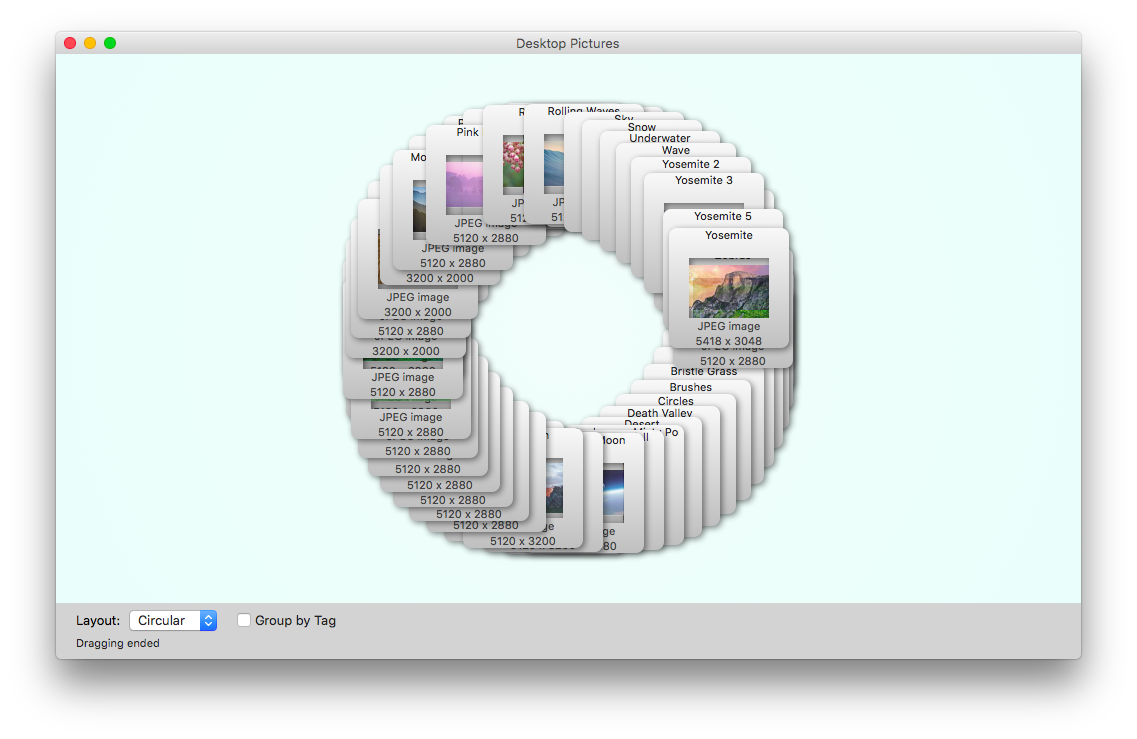 Desktop Pictures
Rolling Waves
Sky
Snow
Underwater
Wave
Yosemite 2
Yosemite 3
Pink
Yosemite 5
Yosemite
JPEG image
5120 x 2880
JPEG image
5120 x 2880
3200 x 2000
JPEG image
3200 x 2000
5120 x 2880
3200 x 2000
JPEG image
5418 x 3048
5120 x 2880
JPEG image
5120 x 2880
Bristle Grass
Brushes
Circles
Death Valley
Desert
JPEG image
5120 x 2880
5120 x 2880
5120 x 2880
5120 x 2880
5120 x 2880
5120 x 2880
5120 x 2880
5120 x 3200
Layout: Circular
Group by Tag
Dragging ended